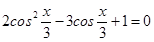 2cos² x/3 − 3cos x/3 + 1 = 0